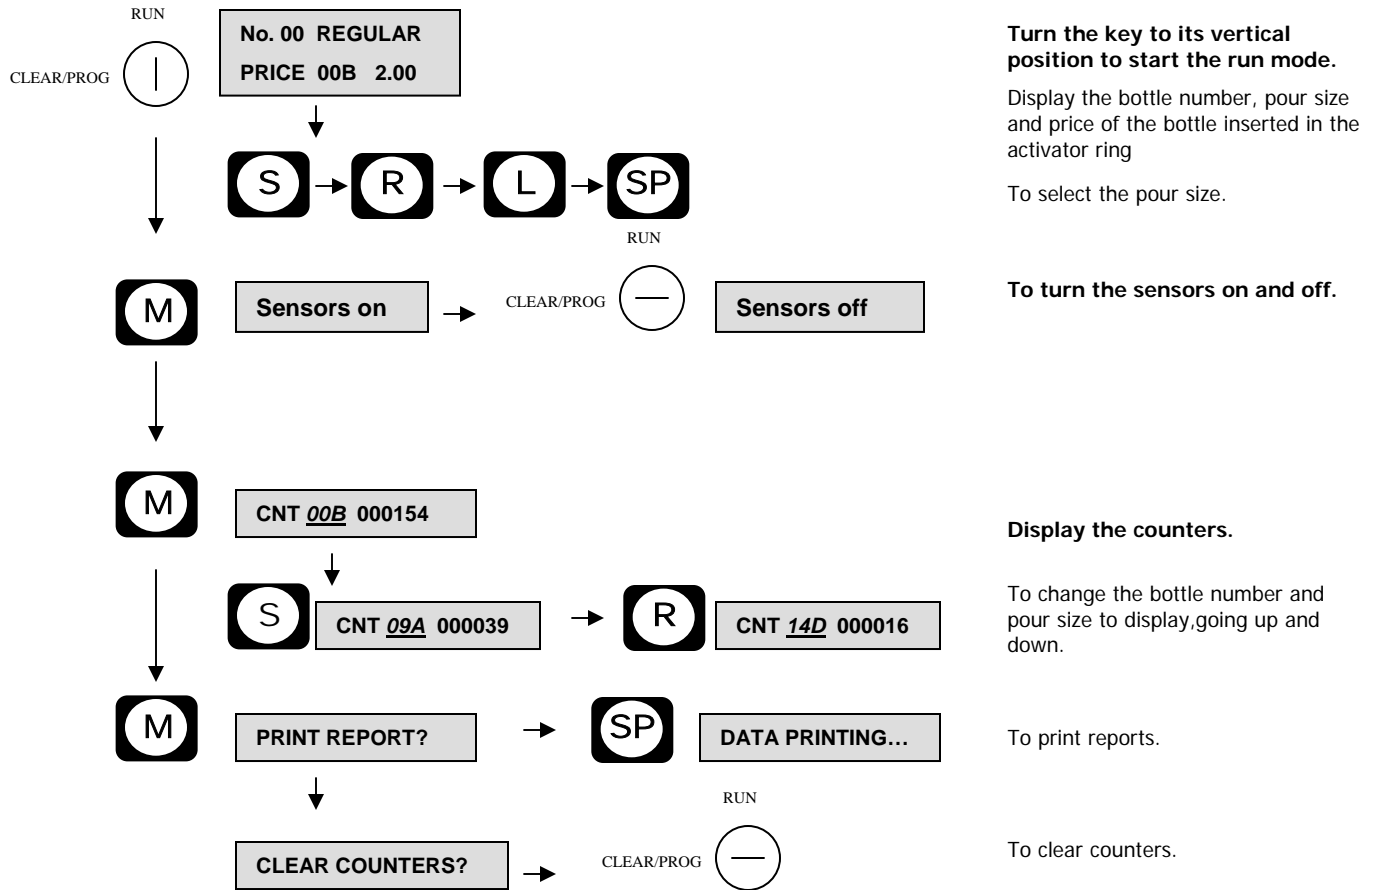 RUN
CLEAR/PROG
No. 00 REGULAR
PRICE 00B 2.00
Turn the key to its vertical
position to start the run mode.
Display the bottle number, pour size
and price of the bottle inserted in the
activator ring
S
R
L
SP
To select the pour size.
RUN
M
Sensors on
CLEAR/PROG
Sensors off
To turn the sensors on and off.
M
CNT 00B 000154
Display the counters.
S
CNT 09A 000039
R
CNT 14D 000016
To change the bottle number and
pour size to display,going up and
down.
M
PRINT REPORT?
SP
DATA PRINTING...
To print reports.
RUN
CLEAR COUNTERS?
CLEAR/PROG
To clear counters.